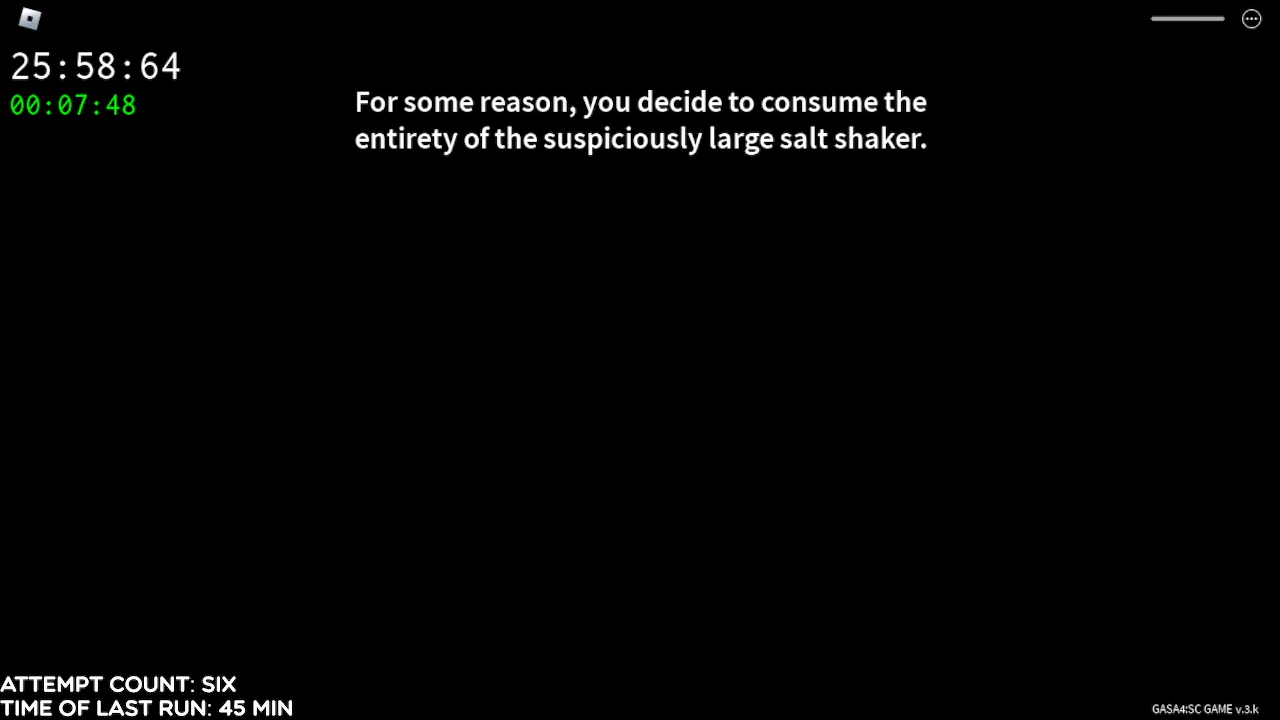 25:58:64
00:07:48
For some reason, you decide to consume the
entirety of the suspiciously large salt shaker.
ATTEMPT COUNT: SIX
TIME OF LAST RUN: 45 MIN
GASA4:SC GAME v.3.k